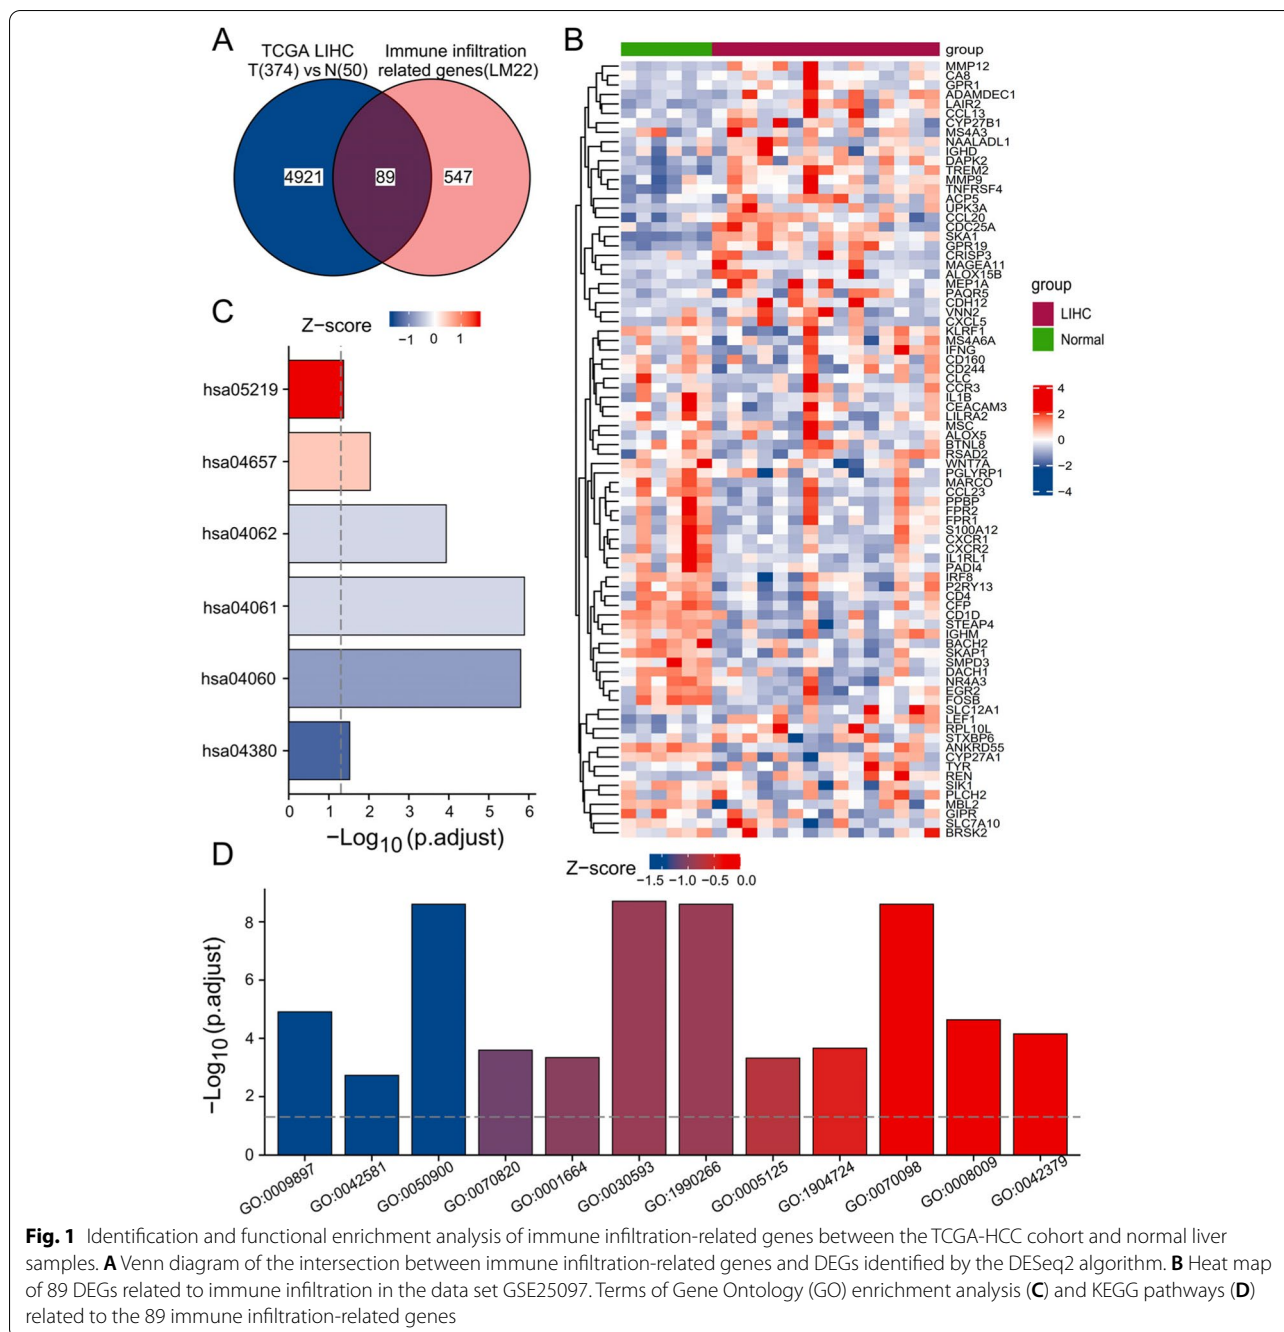 A
TCGA LIHC
T(374) vs N(50)
Immune infiltration
related genes(LM22)
4921
89
547
B
group
MMP12
CA8
GPR1
ADAMDEC1
LAIR2
CCL13
CYP27B1
MS4A3
NAALADL1
IGHD
DAPK2
TREM2
MMP9
TNFRSF4
ACP5
UPK3A
CCL20
CDC25A
SKA1
GPR19
CRISP3
MAGEA11
ALOX15B
MEP1A
PAQR5
CDH12
VNN2
CXCL5
KLRF1
MS4A6A
IFNG
CD160
CD244
CLC
CCR3
IL1B
CEACAM3
LILRA2
MSC
ALOX5
BTNL8
RSAD2
WNT7A
PGLYRP1
MARCO
CCL23
PPBP
FPR2
FPR1
S100A12
CXCR1
CXCR2
IL1RL1
PADI4
IRF8
P2RY13
CD4
CFP
CD1D
STEAP4
IGHM
BACH2
SKAP1
SMPD3
DACH1
NR4A3
EGR2
FOSB
SLC12A1
LEF1
RPL10L
STXBP6
ANKRD55
CYP27A1
TYR
REN
SIK1
PLCH2
MBL2
GIPR
SLC7A10
BRSK2
group
LIHC
Normal
4
2
0
−2
−4
C
Z−score
−1 0 1
hsa05219
hsa04657
hsa04062
hsa04061
hsa04060
hsa04380
0 1 2 3 4 5 6
−Log10 (p.adjust)
D
Z−score
−1.5 −1.0 −0.5 0.0
−Log10 (p.adjust)
8
6
4
2
0
GO:0009897
GO:0042581
GO:0050900
GO:0070820
GO:0001664
GO:0030593
GO:1990266
GO:0005125
GO:1904724
GO:0070098
GO:0008009
GO:0042379
Fig. 1 Identification and functional enrichment analysis of immune infiltration-related genes between the TCGA-HCC cohort and normal liver
samples. A Venn diagram of the intersection between immune infiltration-related genes and DEGs identified by the DESeq2 algorithm. B Heat map
of 89 DEGs related to immune infiltration in the data set GSE25097. Terms of Gene Ontology (GO) enrichment analysis (C) and KEGG pathways (D)
related to the 89 immune infiltration-related genes